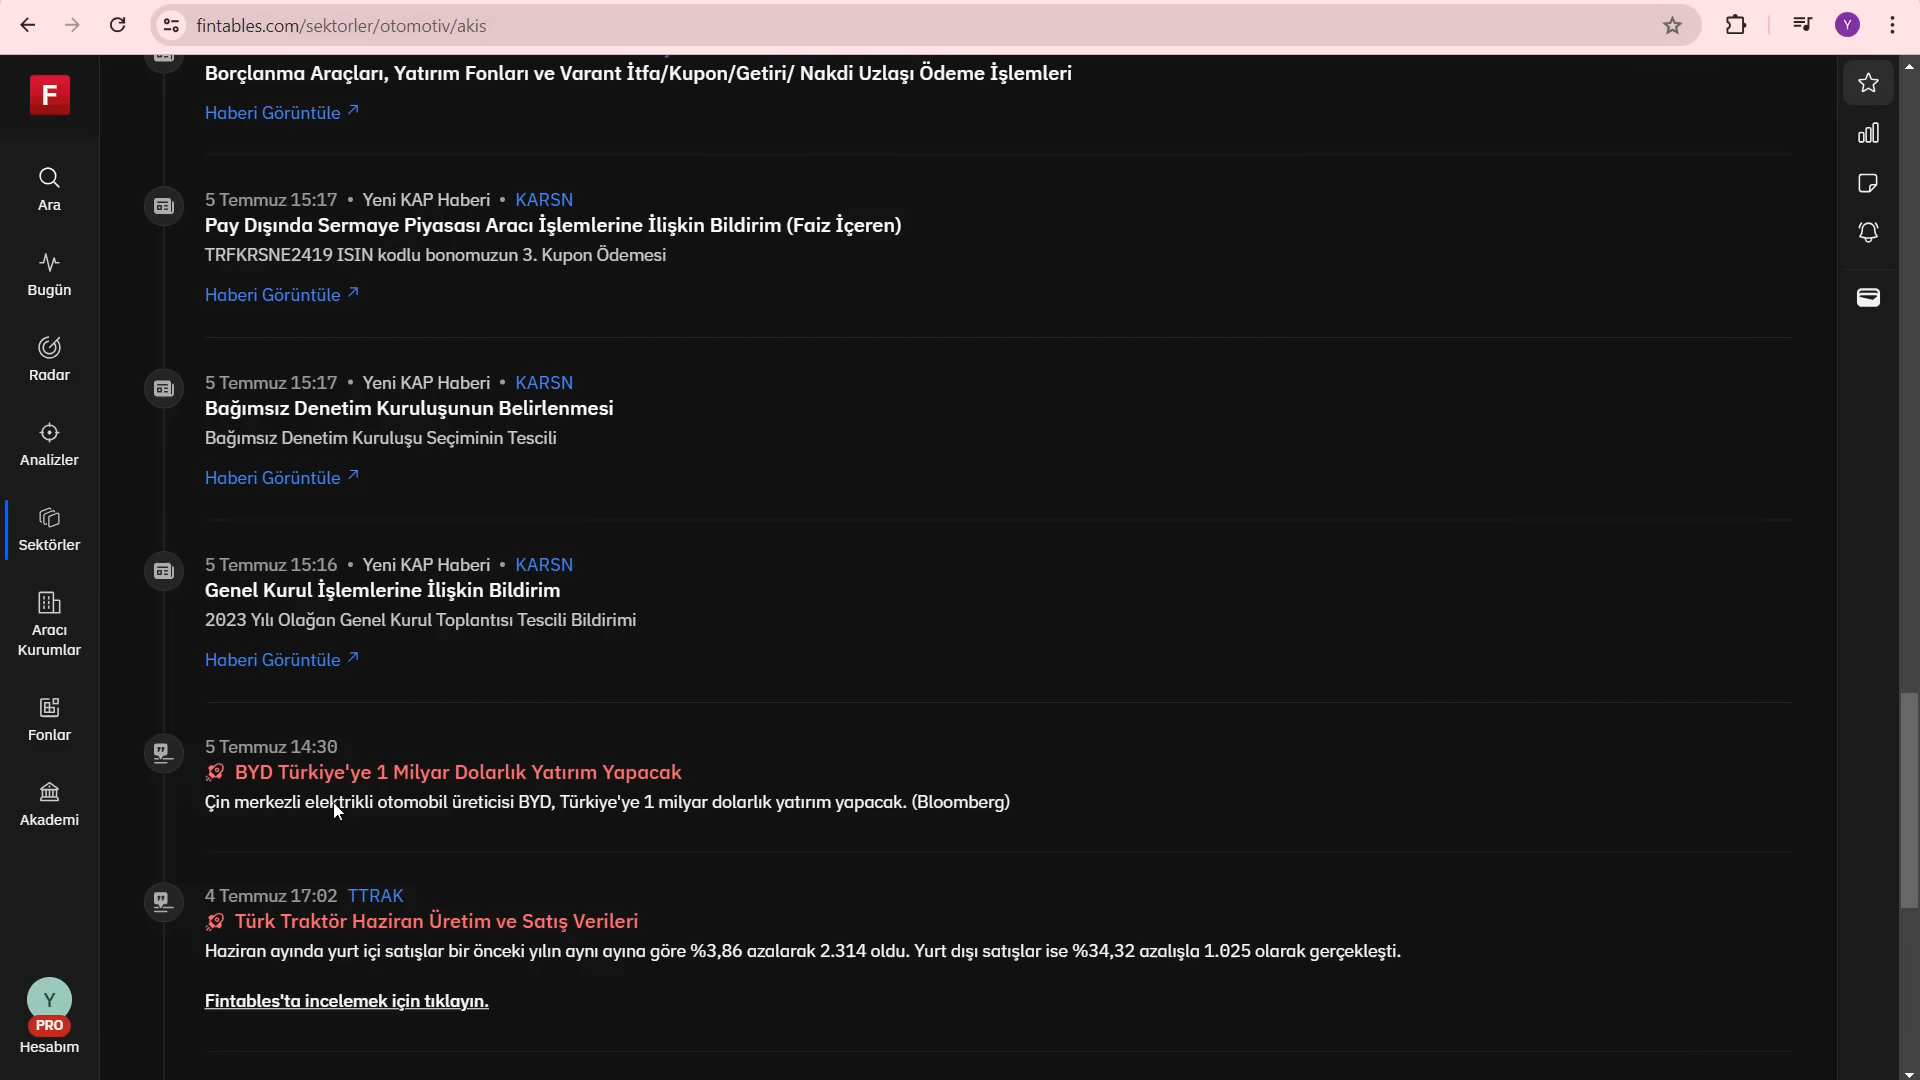 fintables.com/sektorler/otomotiv/akis
Y
F
Ara
Bugün
Radar
Analizler
Sektörler
Aracı
Kurumlar
Fonlar
Akademi
Y
PRO
Hesabım
Borçlanma Araçları, Yatırım Fonları ve Varant İtfa/Kupon/Getiri/ Nakdi Uzlaşı Ödeme İşlemleri
Haberi Görüntüle ↗
5 Temmuz 15:17 • Yeni KAP Haberi • KARSN
Pay Dışında Sermaye Piyasası Aracı İşlemlerine İlişkin Bildirim (Faiz İçeren)
TRFKRSNE2419 ISIN kodlu bonomuzun 3. Kupon Ödemesi
Haberi Görüntüle ↗
5 Temmuz 15:17 • Yeni KAP Haberi • KARSN
Bağımsız Denetim Kuruluşunun Belirlenmesi
Bağımsız Denetim Kuruluşu Seçiminin Tescili
Haberi Görüntüle ↗
5 Temmuz 15:16 • Yeni KAP Haberi • KARSN
Genel Kurul İşlemlerine İlişkin Bildirim
2023 Yılı Olağan Genel Kurul Toplantısı Tescili Bildirimi
Haberi Görüntüle ↗
5 Temmuz 14:30
BYD Türkiye'ye 1 Milyar Dolarlık Yatırım Yapacak
Çin merkezli elektrikli otomobil üreticisi BYD, Türkiye'ye 1 milyar dolarlık yatırım yapacak. (Bloomberg)
4 Temmuz 17:02 TTRAK
Türk Traktör Haziran Üretim ve Satış Verileri
Haziran ayında yurt içi satışlar bir önceki yılın aynı ayına göre %3,86 azalarak 2.314 oldu. Yurt dışı satışlar ise %34,32 azalışla 1.025 olarak gerçekleşti.
Fintables'ta incelemek için tıklayın.